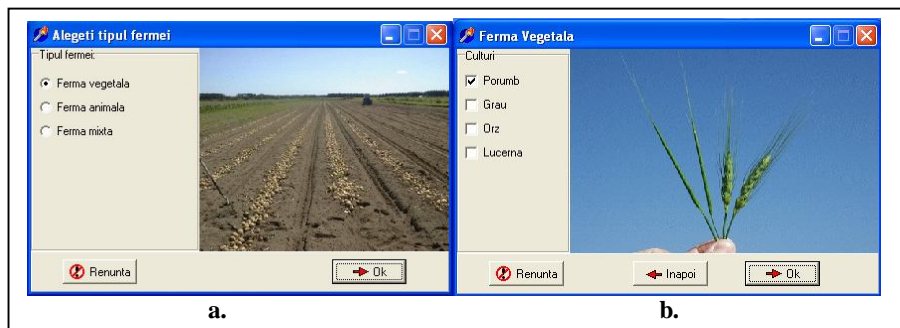 Alegeti tipul fermei
Tipul fermei:
Ferma vegetala
Ferma animala
Ferma mixta
Renunta
Ok
a.
Ferma Vegetala
Culturi
Porumb
Grau
Orz
Lucerna
Renunta
Inapoi
Ok
b.